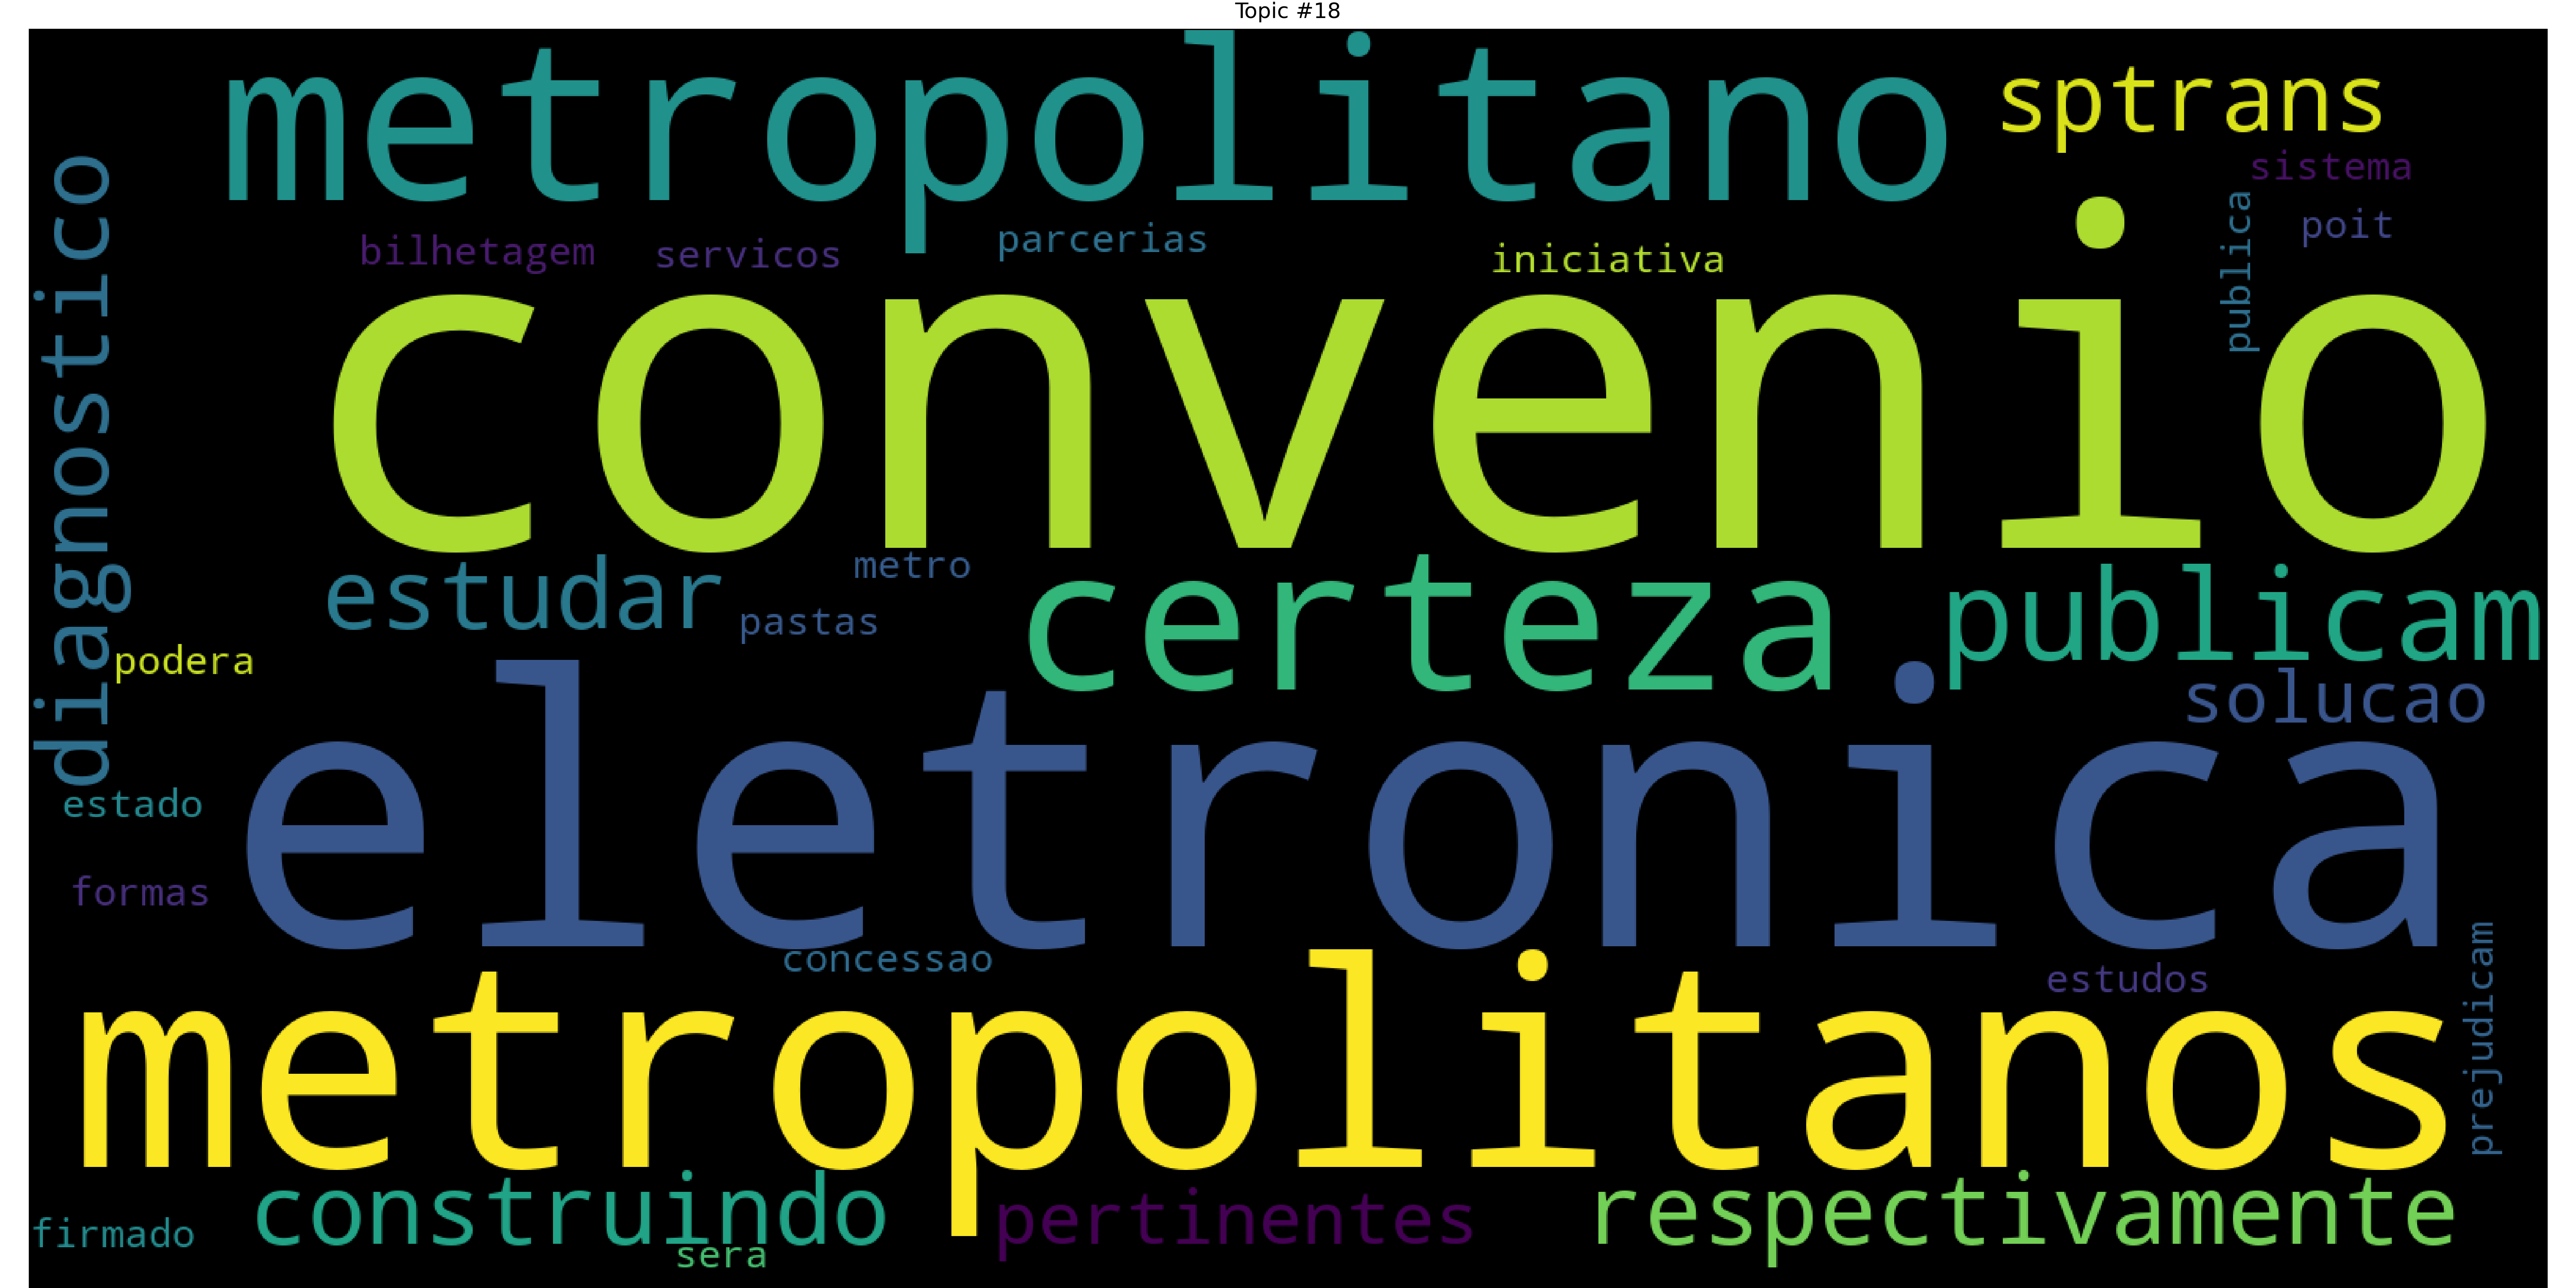 Topic #18
metropolitano
sptrans
sistema
diagnostico
bilhetagem
servicos
parcerias
iniciativa
publica
poit
convenio
estudar
metro
pastas
certeza
publicam
podera
solucao
eletronica
estado
formas
concessao
estudos
prejudicam
metropolitanos
firmado
construindo
sera
pertinentes
respectivamente